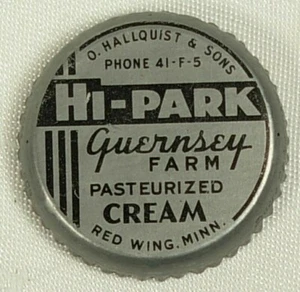 O. HALLQUIST & SONS
PHONE 41-F-5
HI-PARK
Guernsey
FARM
PASTEURIZED
CREAM
RED WING. MINN.